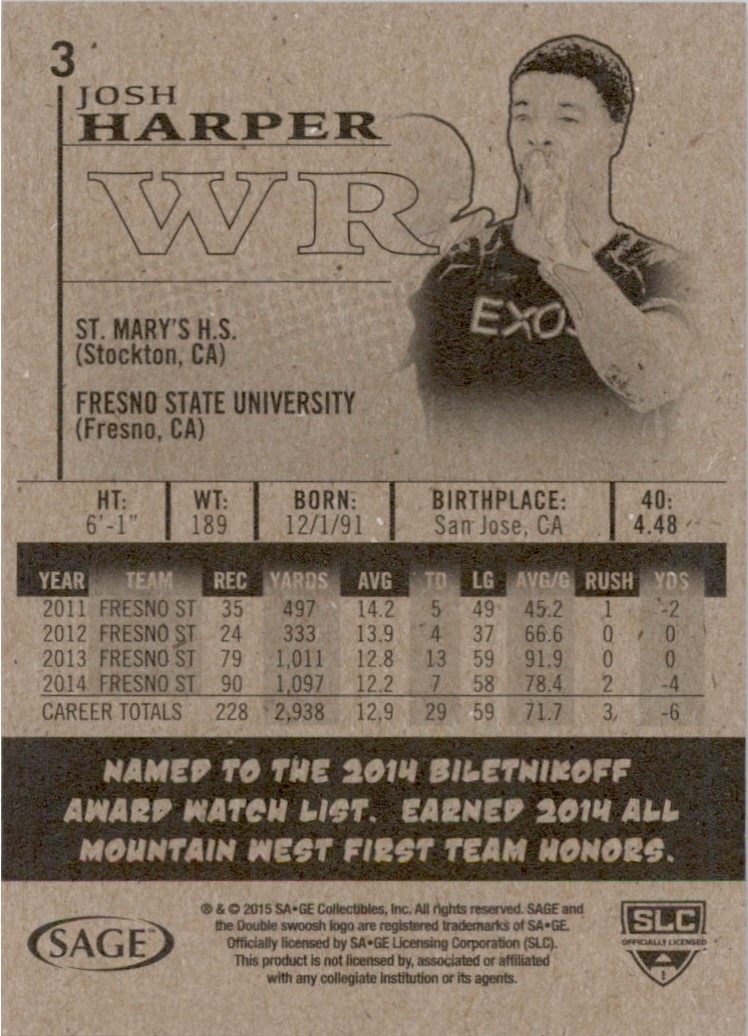 3
JOSH
HARPER
WR
EXOS
ST. MARY'S H.S.
(Stockton, CA)
FRESNO STATE UNIVERSITY
(Fresno, CA)
HT: WT: BORN: BIRTHPLACE: 40:
6'-1" 189 12/1/91 San Jose, CA 4.48
YEAR TEAM REC YARDS AVG TD LG AVG/G RUSH YDS
2011 FRESNO ST 35 497 14.2 5 49 45.2 1 -2
2012 FRESNO ST 24 333 13.9 4 37 66.6 0 0
2013 FRESNO ST 79 1,011 12.8 13 59 91.9 0 0
2014 FRESNO ST 90 1,097 12.2 7 58 78.4 2 -4
CAREER TOTALS 228 2,938 12.9 29 59 71.7 3 -6
NAMED TO THE 2014 BILETNIKOFF
AWARD WATCH LIST. EARNED 2014 ALL
MOUNTAIN WEST FIRST TEAM HONORS.
® & © 2015 SA•GE Collectibles, Inc. All rights reserved. SAGE and
the Double swoosh logo are registered trademarks of SA•GE.
Officially licensed by SA•GE Licensing Corporation (SLC).
This product is not licensed by, associated or affiliated
with any collegiate institution or its agents.
SAGE™
SLC
OFFICIALLY LICENSED